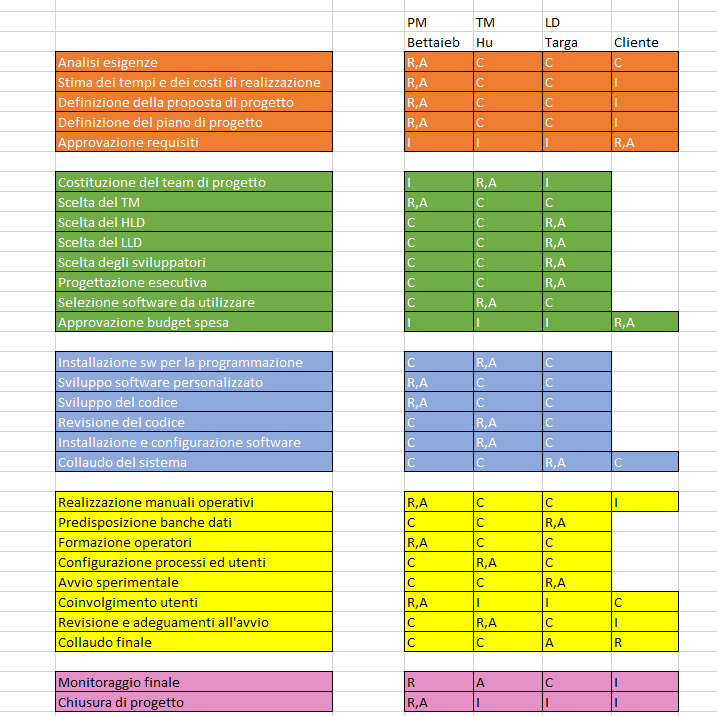 PM TM LD
Bettaieb Hu Targa Cliente
Analisi esigenze R,A C C C
Stima dei tempi e dei costi di realizzazione R,A C C I
Definizione della proposta di progetto R,A C C I
Definizione del piano di progetto R,A C C I
Approvazione requisiti I I I R,A
Costituzione del team di progetto I R,A I
Scelta del TM R,A C C
Scelta del HLD C C R,A
Scelta del LLD C C R,A
Scelta degli sviluppatori C C R,A
Progettazione esecutiva C C R,A
Selezione software da utilizzare C R,A C
Approvazione budget spesa I I I R,A
Installazione sw per la programmazione C R,A C
Sviluppo software personalizzato R,A C C
Sviluppo del codice R,A C C
Revisione del codice C R,A C
Installazione e configurazione software C R,A C
Collaudo del sistema C C R,A C
Realizzazione manuali operativi R,A C C I
Predisposizione banche dati C C R,A
Formazione operatori R,A C C
Configurazione processi ed utenti C R,A C
Avvio sperimentale C C R,A
Coinvolgimento utenti R,A I I C
Revisione e adeguamenti all'avvio C R,A C I
Collaudo finale C C A R
Monitoraggio finale R A C I
Chiusura di progetto R,A I I I